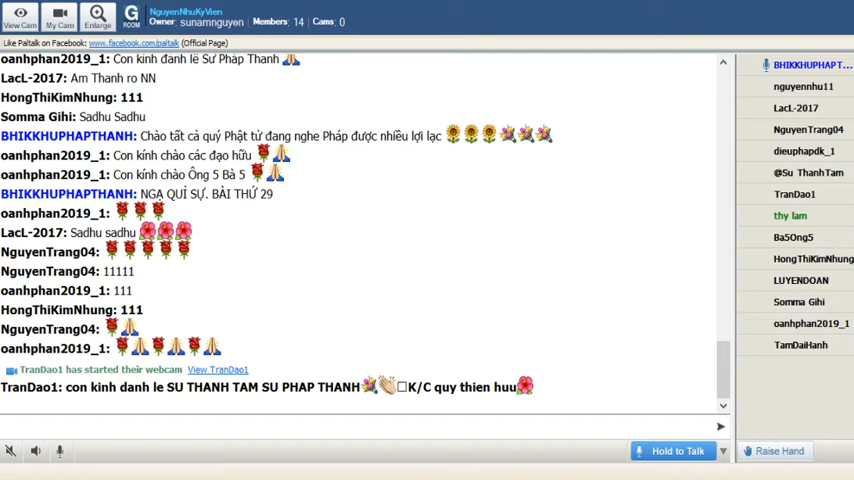 View Cam
My Cam
Enlarge
G
ROOM
NguyenNhuKyVien
Owner: sunamnguyen Members: 14 Cams: 0
Like Paltalk on Facebook: www.facebook.com/paltalk (Official Page)
oanhphan2019_1: Con kính đãnh lễ Sư Pháp Thanh
LacL-2017: Am Thanh ro NN
HongThiKimNhung: 111
Somma Gihi: Sadhu Sadhu
BHIKKHUPHAPTHANH: Chào tất cả quý Phật tử đang nghe Pháp được nhiều lợi lạc
oanhphan2019_1: Con kính chào các đạo hữu
oanhphan2019_1: Con kính chào Ông 5 Bà 5
BHIKKHUPHAPTHANH: NGẠ QUỈ SỰ. BÀI THỨ 29
oanhphan2019_1:
LacL-2017: Sadhu sadhu
NguyenTrang04:
NguyenTrang04: 11111
oanhphan2019_1: 111
HongThiKimNhung: 111
NguyenTrang04:
oanhphan2019_1:
TranDao1 has started their webcam View TranDao1
TranDao1: con kinh danh le SU THANH TAM SU PHAP THANH K/C quy thien huu
Hold to Talk
BHIKKHUPHAPT...
nguyennhu11
LacL-2017
NguyenTrang04
dieuphapdk_1
@Su ThanhTam
TranDao1
thy lam
Ba5Ong5
HongThiKimNhung
LUYENDOAN
Somma Gihi
oanhphan2019_1
TamDaiHanh
Raise Hand